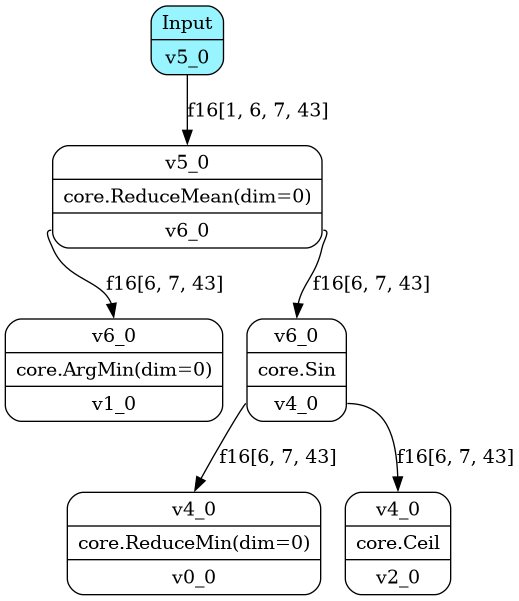 Input
v5_0
f16[1, 6, 7, 43]
v5_0
core.ReduceMean(dim=0)
v6_0
f16[6, 7, 43]
f16[6, 7, 43]
v6_0
core.ArgMin(dim=0)
v1_0
v6_0
core.Sin
v4_0
f16[6, 7, 43]
f16[6, 7, 43]
v4_0
core.ReduceMin(dim=0)
v0_0
v4_0
core.Ceil
v2_0